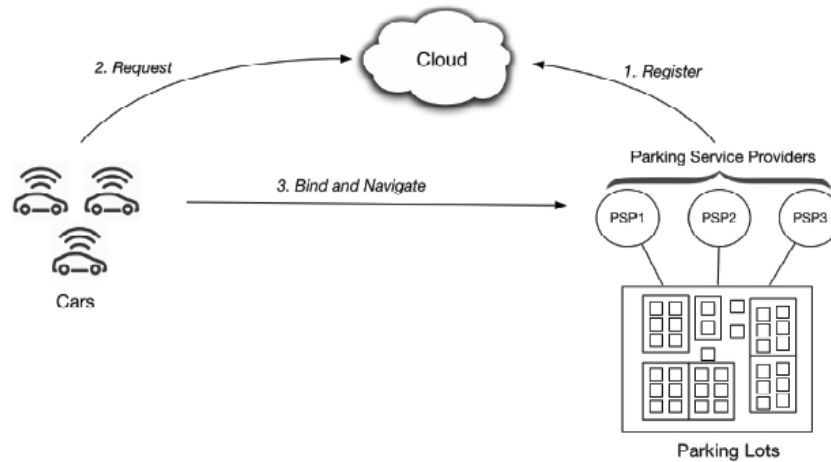 Cloud
2. Request
1. Register
Parking Service Providers
3. Bind and Navigate
PSP1 PSP2 PSP3
Cars
Parking Lots